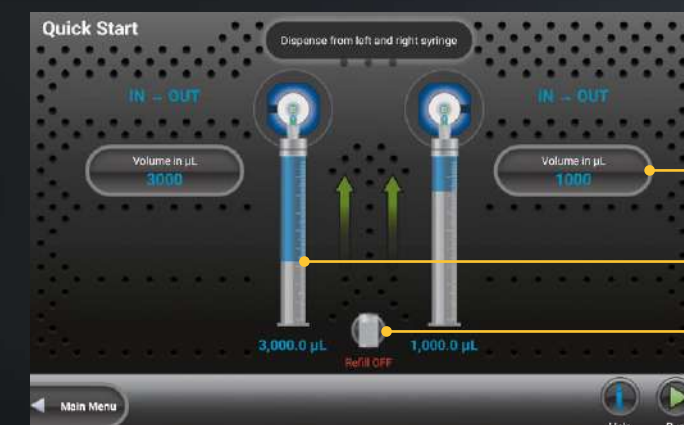 Quick Start
Dispense from left and right syringe
IN – OUT
IN – OUT
Volume in µL
3000
Volume in µL
1000
3,000.0 µL
1,000.0 µL
Refill OFF
Main Menu